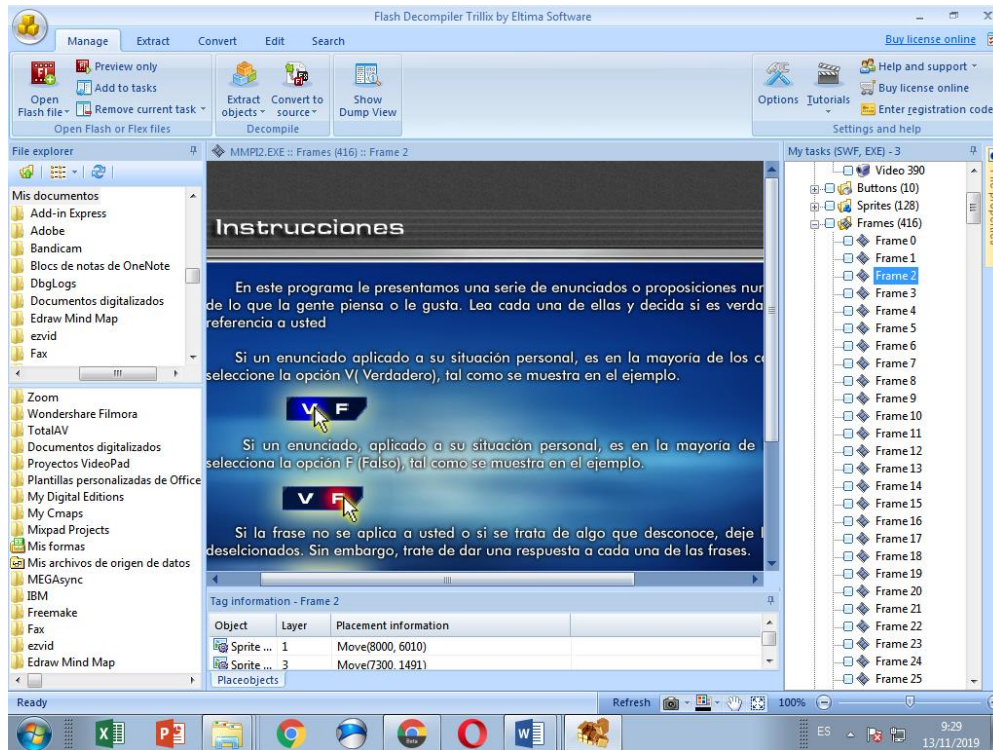 Flash Decompiler Trillix by Eltima Software
Manage Extract Convert Edit Search
Buy license online
Open Flash file
Preview only
Add to tasks
Remove current task
Open Flash or Flex files
Extract objects
Convert to source
Decompile
Show Dump View
Options
Tutorials
Help and support
Buy license online
Enter registration code
Settings and help
File explorer
Mis documentos
Add-in Express
Adobe
Bandicam
Blocs de notas de OneNote
DbgLogs
Documentos digitalizados
Edraw Mind Map
ezvid
Fax
Zoom
Wondershare Filmora
TotalAV
Documentos digitalizados
Proyectos VideoPad
Plantillas personalizadas de Office
My Digital Editions
My Cmaps
Mixpad Projects
Mis formas
Mis archivos de origen de datos
MEGAsync
IBM
Freemake
Fax
ezvid
Edraw Mind Map
MMPI2.EXE :: Frames (416) :: Frame 2
Instrucciones
En este programa le presentamos una serie de enunciados o proposiciones
de lo que la gente piensa o le gusta. Lea cada una de ellas y decida si es
referencia a usted
Si un enunciado aplicado a su situación personal, es en la mayoría de los
seleccione la opción V( Verdadero), tal como se muestra en el ejemplo.
V F
Si un enunciado, aplicado a su situación personal, es en la mayoría de
selecciona la opción F (Falso), tal como se muestra en el ejemplo.
V F
Si la frase no se aplica a usted o si se trata de algo que desconoce, deje
deselcionados. Sin embargo, trate de dar una respuesta a cada una de las frases.
Tag information - Frame 2
Object Layer Placement information
Sprite ... 1 Move(8000, 6010)
Sprite ... 3 Move(7300, 1491)
Placeobjects
My tasks (SWF, EXE) - 3
Video 390
Buttons (10)
Sprites (128)
Frames (416)
Frame 0
Frame 1
Frame 2
Frame 3
Frame 4
Frame 5
Frame 6
Frame 7
Frame 8
Frame 9
Frame 10
Frame 11
Frame 12
Frame 13
Frame 14
Frame 15
Frame 16
Frame 17
Frame 18
Frame 19
Frame 20
Frame 21
Frame 22
Frame 23
Frame 24
Frame 25
Ready
Refresh
100%
ES
9:29
13/11/2019